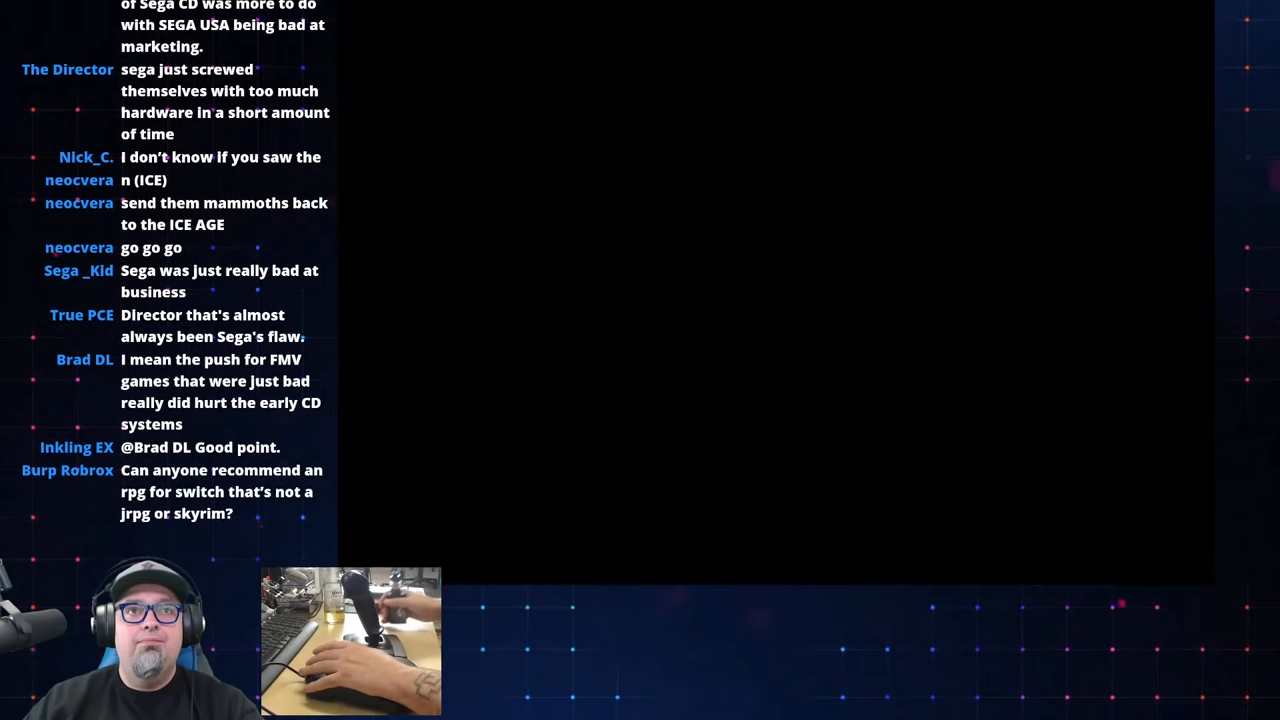 of Sega CD was more to do
with SEGA USA being bad at
marketing.
The Director sega just screwed
themselves with too much
hardware in a short amount
of time
Nick_C. I don’t know if you saw the
neocvera n (ICE)
neocvera send them mammoths back
to the ICE AGE
neocvera go go go
Sega _Kid Sega was just really bad at
business
True PCE Director that's almost
always been Sega's flaw.
Brad DL I mean the push for FMV
games that were just bad
really did hurt the early CD
systems
Inkling EX @Brad DL Good point.
Burp Robrox Can anyone recommend an
rpg for switch that’s not a
jrpg or skyrim?